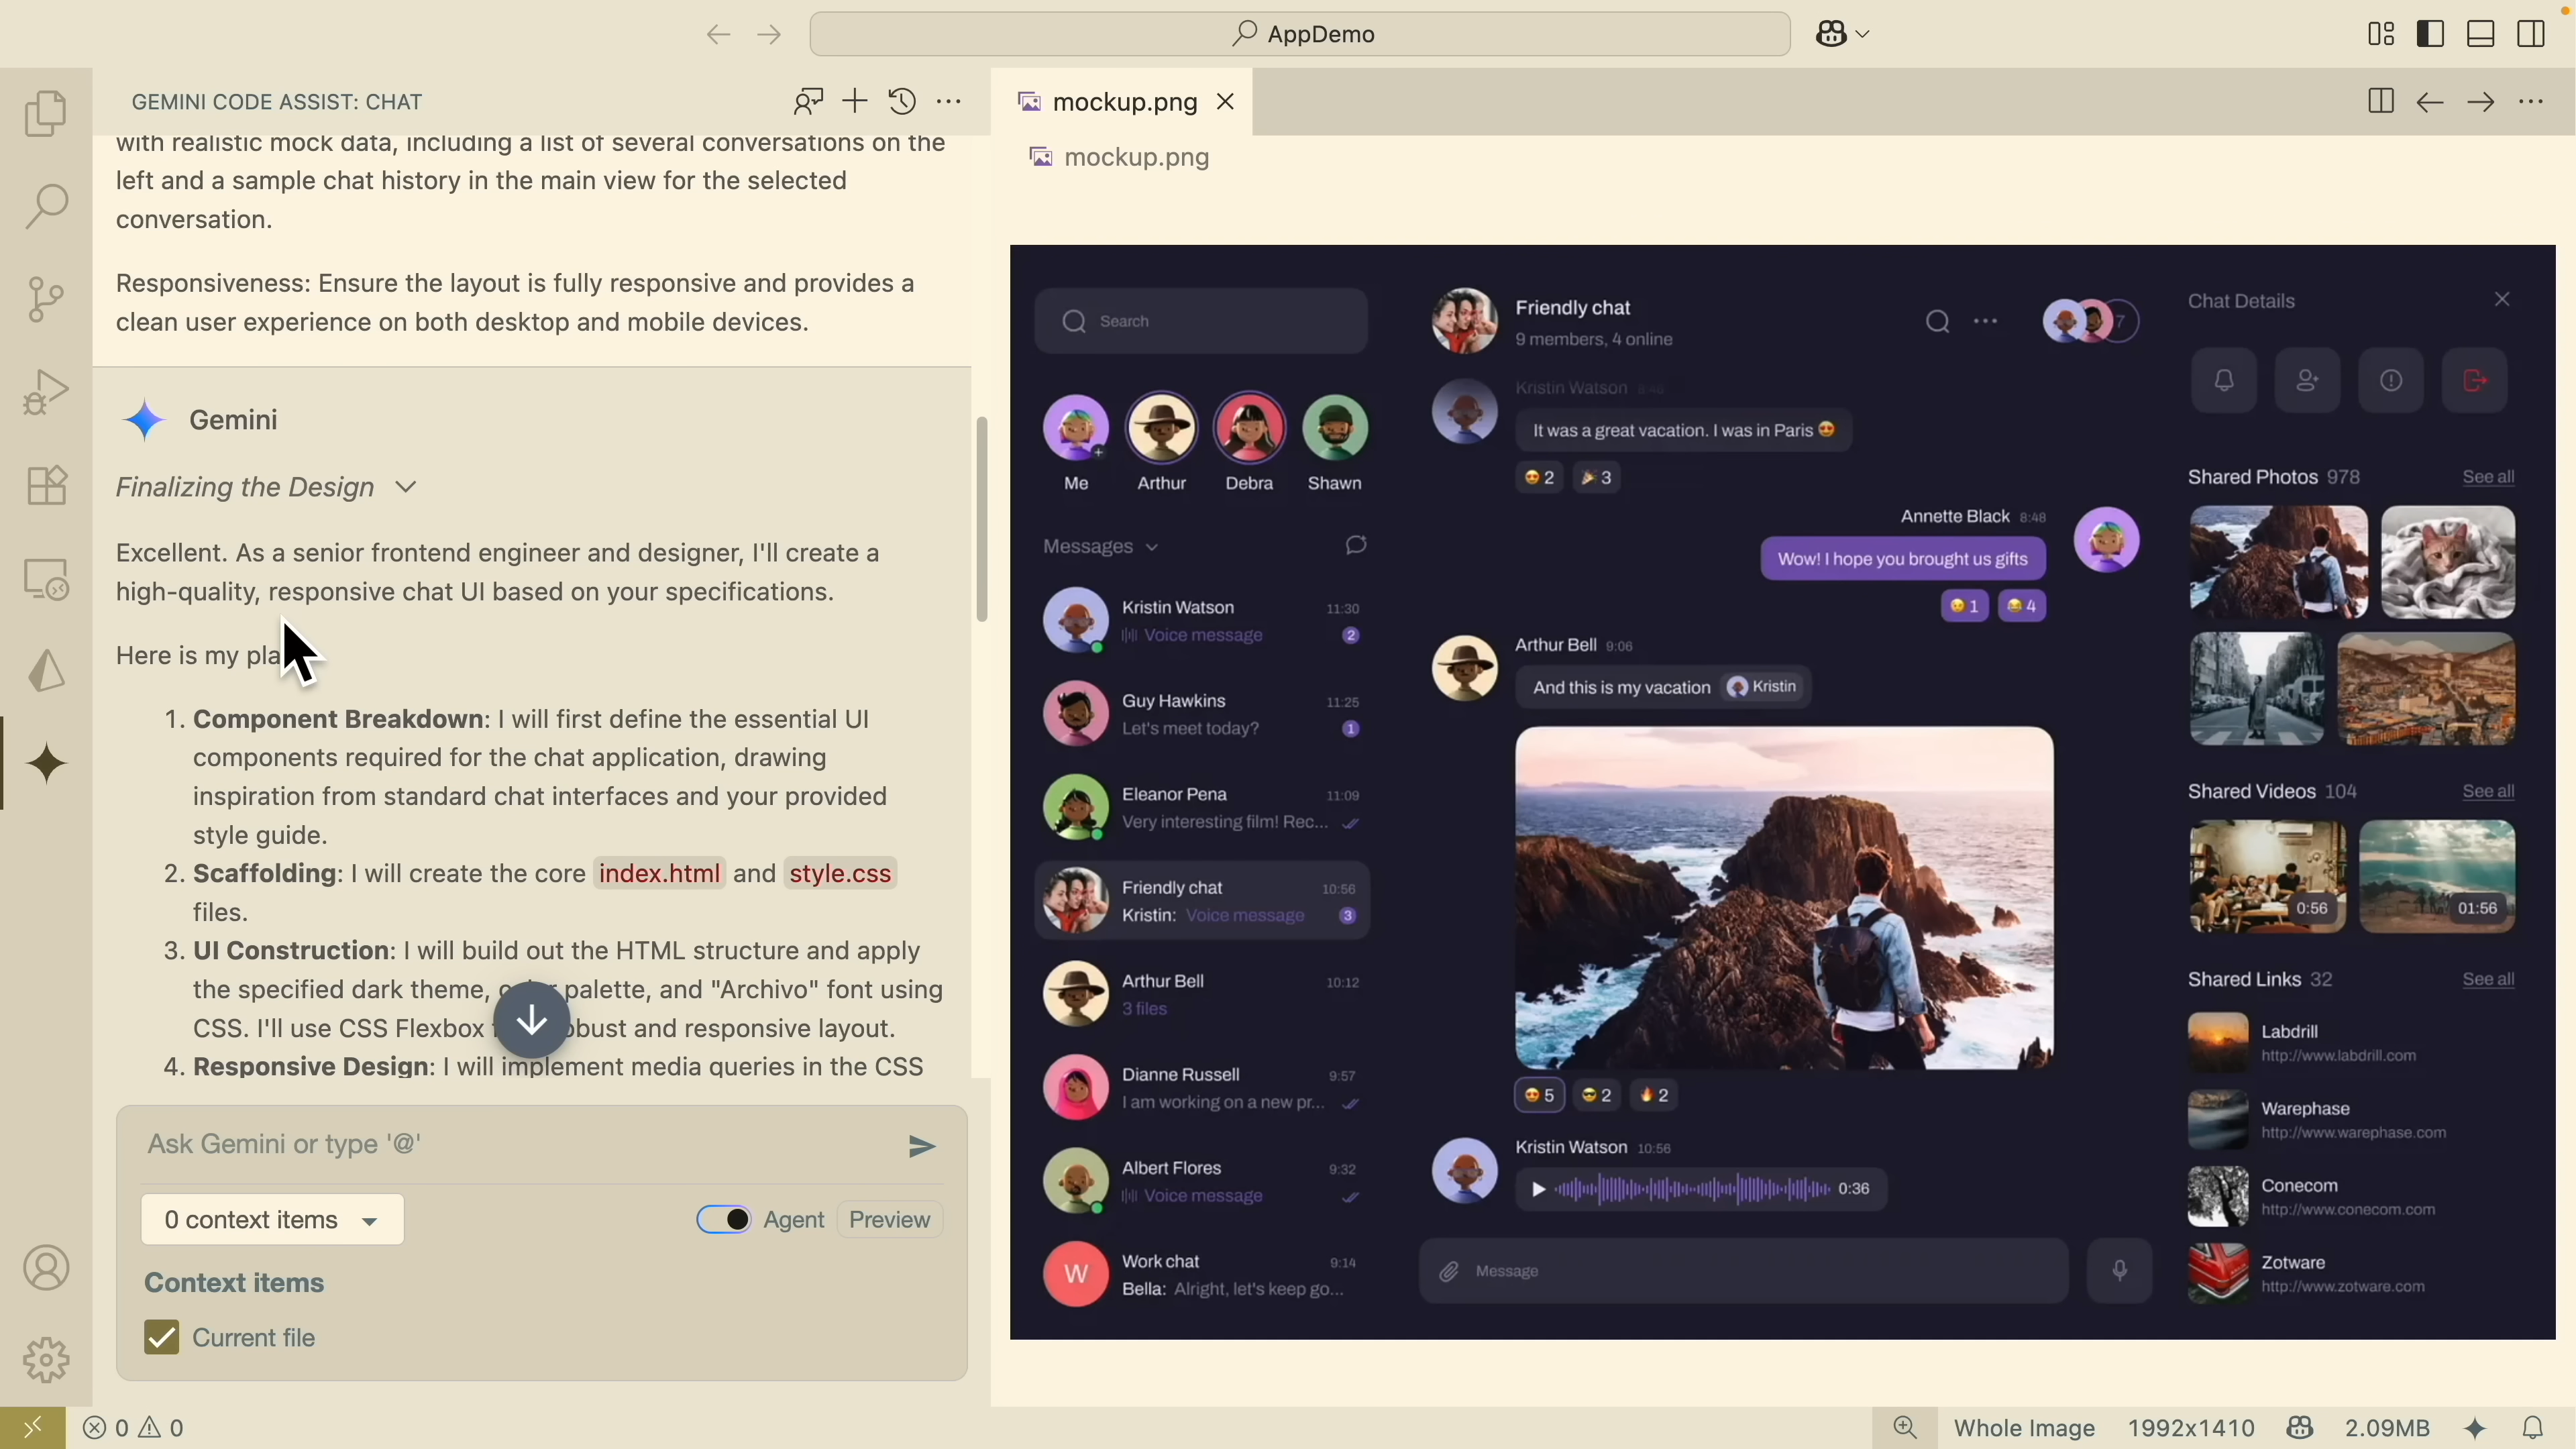 AppDemo
GEMINI CODE ASSIST: CHAT
with realistic mock data, including a list of several conversations on the
left and a sample chat history in the main view for the selected
conversation.
Responsiveness: Ensure the layout is fully responsive and provides a
clean user experience on both desktop and mobile devices.
Gemini
Finalizing the Design
Excellent. As a senior frontend engineer and designer, I'll create a
high-quality, responsive chat UI based on your specifications.
Here is my pla
1. Component Breakdown: I will first define the essential UI
components required for the chat application, drawing
inspiration from standard chat interfaces and your provided
style guide.
2. Scaffolding: I will create the core index.html and style.css
files.
3. UI Construction: I will build out the HTML structure and apply
the specified dark theme, palette, and "Archivo" font using
CSS. I'll use CSS Flexbox and responsive layout.
4. Responsive Design: I will implement media queries in the CSS
Ask Gemini or type '@'
0 context items
Agent
Preview
Context items
Current file
0
0
mockup.png
mockup.png
Search
Me
Arthur
Debra
Shawn
Messages
Kristin Watson 11:30
Voice message 2
Guy Hawkins 11:25
Let's meet today? 1
Eleanor Pena 11:09
Very interesting film! Rec...
Friendly chat 10:56
Kristin: Voice message 3
Arthur Bell 10:12
3 files
Dianne Russell 9:57
I am working on a new pr...
Albert Flores 9:32
Voice message
W
Work chat 9:14
Bella: Alright, let's keep go...
Friendly chat
9 members, 4 online
7
Kristin Watson 8:46
It was a great vacation. I was in Paris 😍
😍 2
🎉 3
Annette Black 8:48
Wow! I hope you brought us gifts
😉 1
😂 4
Arthur Bell 9:06
And this is my vacation Kristin
😍 5
😎 2
🔥 2
Kristin Watson 10:56
0:36
Message
Chat Details
Shared Photos 978
See all
Shared Videos 104
See all
0:56
01:56
Shared Links 32
See all
Labdrill
http://www.labdrill.com
Warephase
http://www.warephase.com
Conecom
http://www.conecom.com
Zotware
http://www.zotware.com
Whole Image
1992x1410
2.09MB